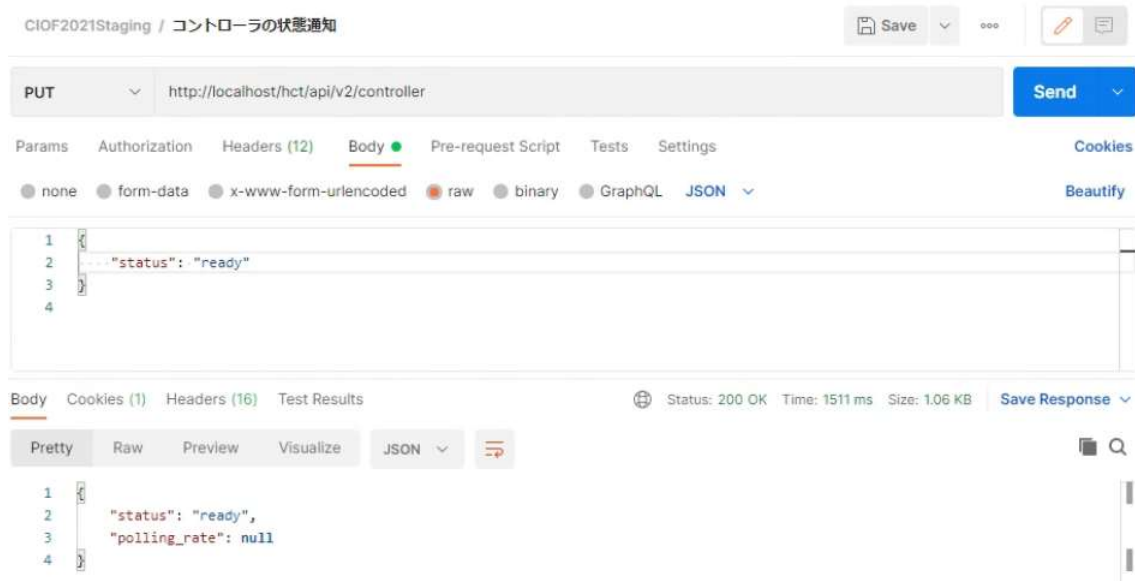 CIOF2021Staging / コントローラの状態通知 Save ooo
PUT http://localhost/hct/api/v2/controller Send
Params Authorization Headers (12) Body Pre-request Script Tests Settings Cookies
none form-data x-www-form-urlencoded raw binary GraphQL JSON Beautify
1 {
2 "status": "ready"
3 }
4
Body Cookies (1) Headers (16) Test Results Status: 200 OK Time: 1511 ms Size: 1.06 KB Save Response
Pretty Raw Preview Visualize JSON
1 {
2 "status": "ready",
3 "polling_rate": null
4 }